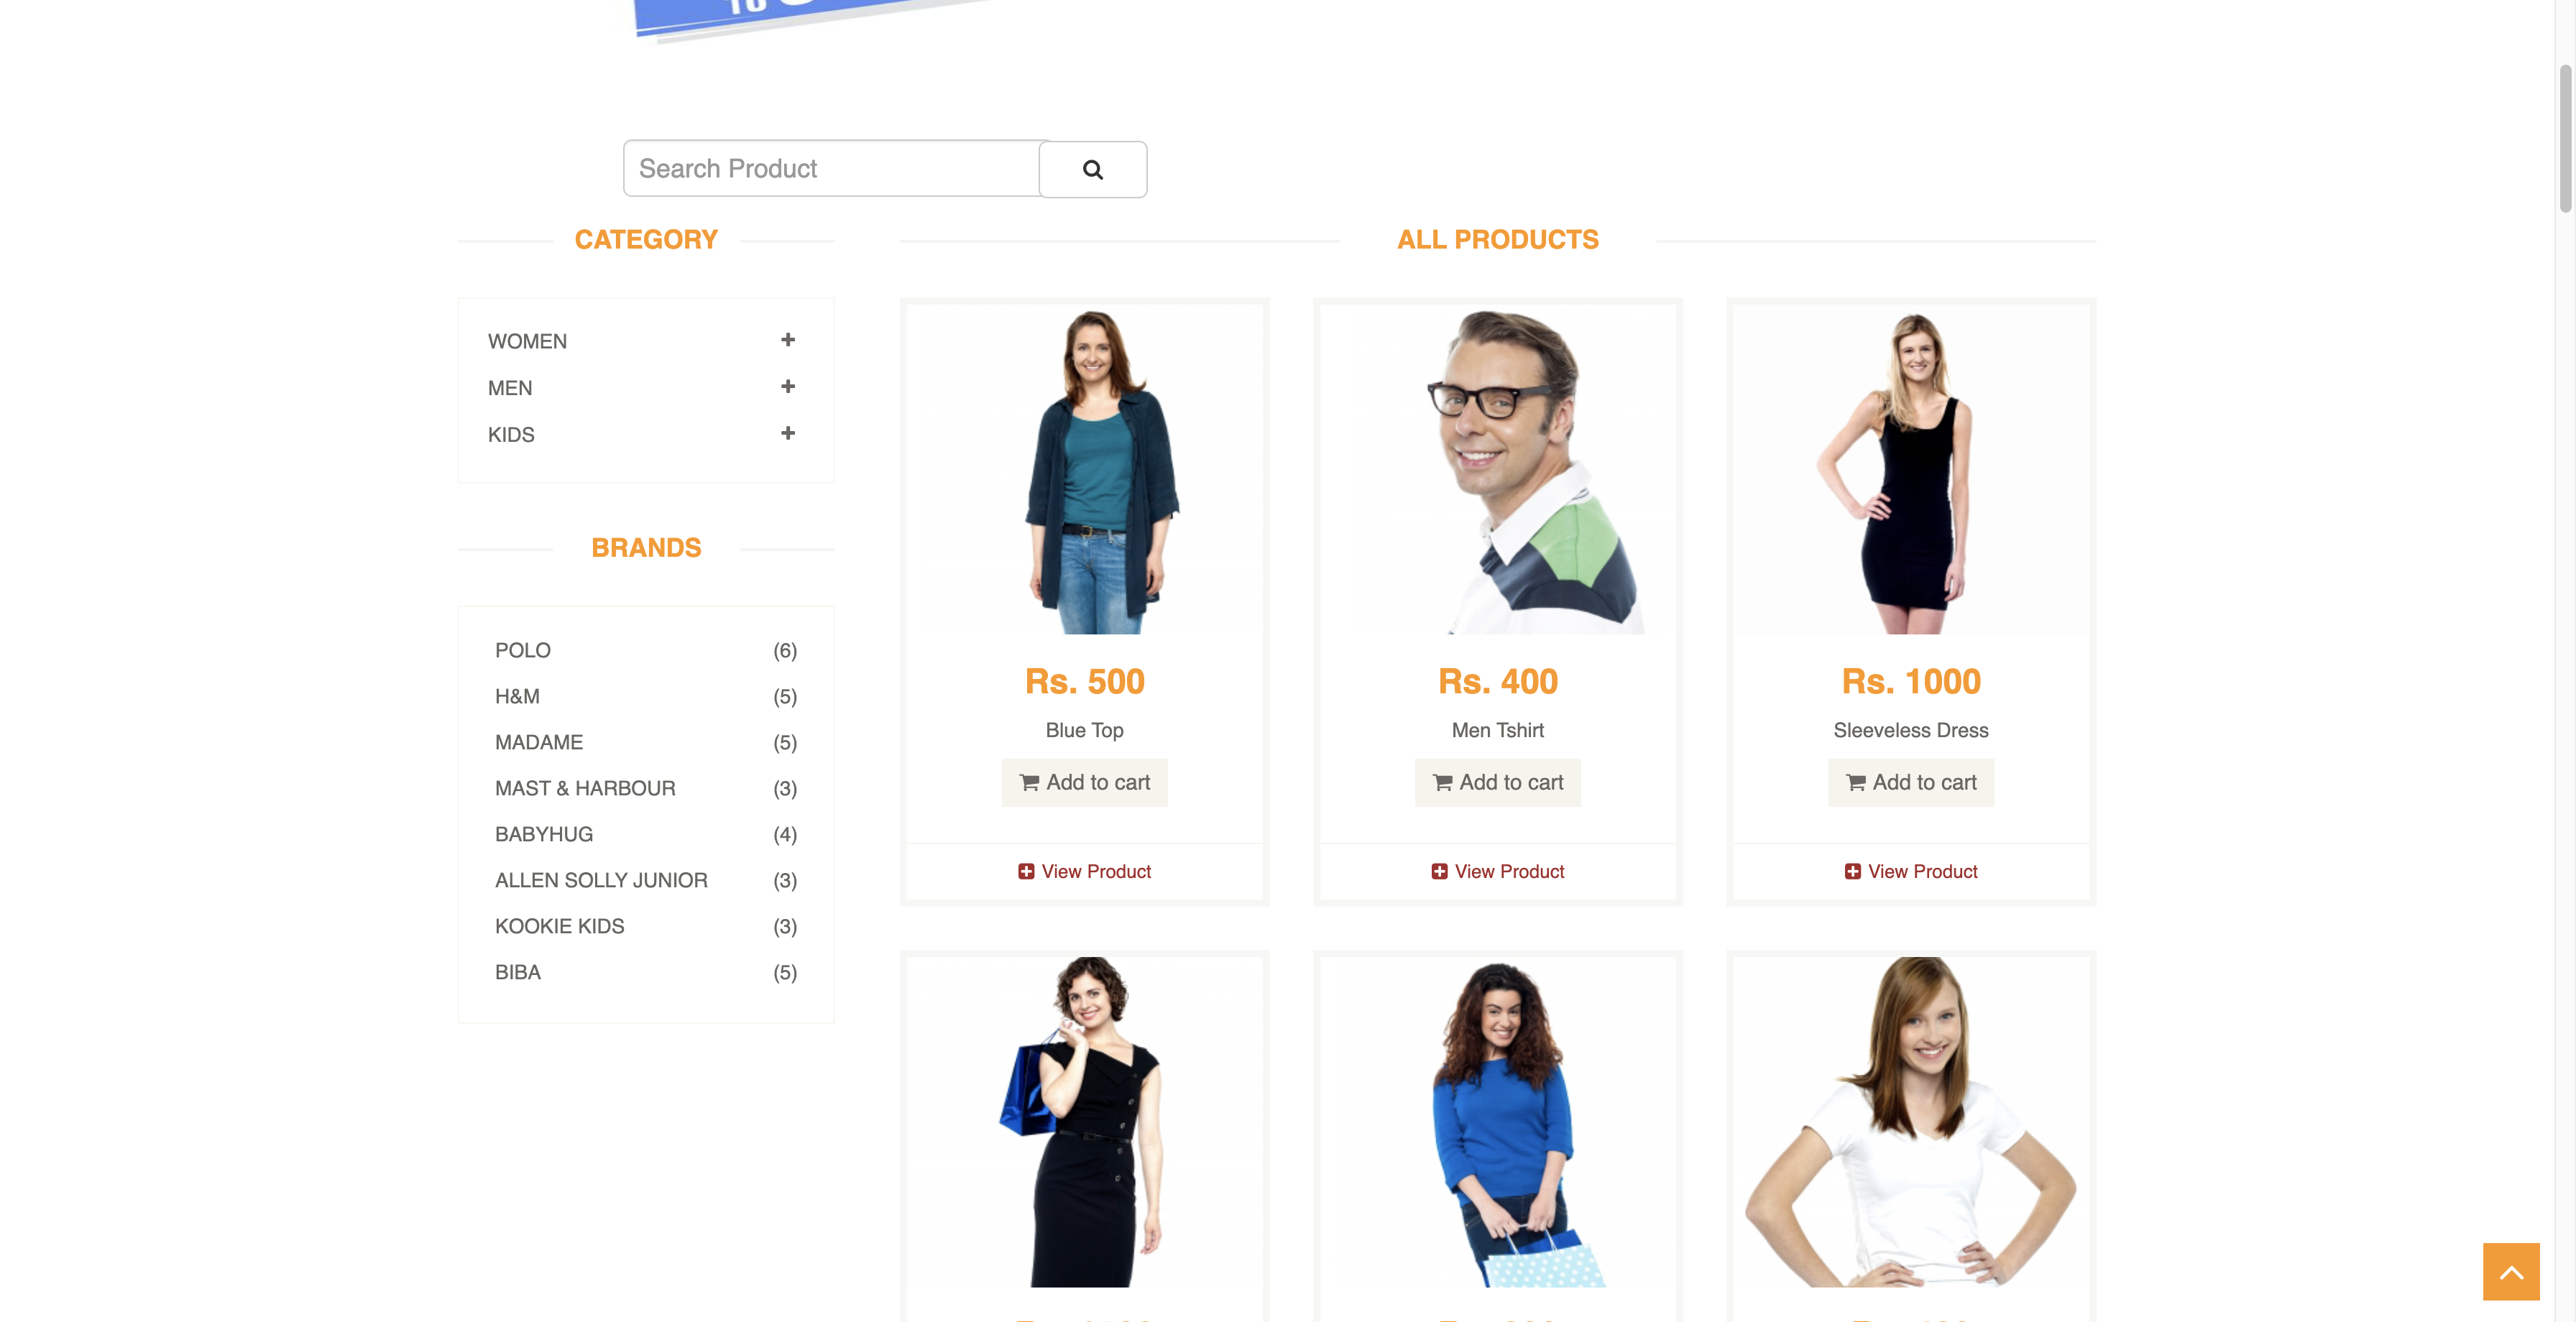 TO
Search Product
CATEGORY
WOMEN
MEN
KIDS
BRANDS
POLO (6)
H&M (5)
MADAME (5)
MAST & HARBOUR (3)
BABYHUG (4)
ALLEN SOLLY JUNIOR (3)
KOOKIE KIDS (3)
BIBA (5)
ALL PRODUCTS
Rs. 500
Blue Top
Add to cart
View Product
Rs. 400
Men Tshirt
Add to cart
View Product
Rs. 1000
Sleeveless Dress
Add to cart
View Product